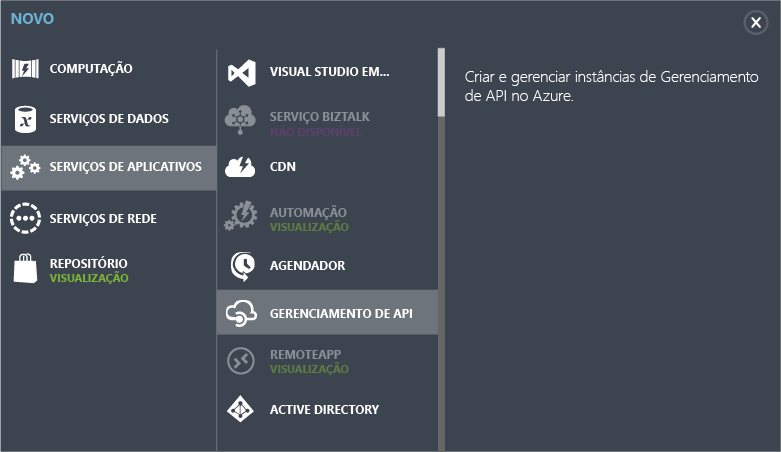 NOVO
COMPUTAÇÃO
SERVIÇOS DE DADOS
SERVIÇOS DE APLICATIVOS
SERVIÇOS DE REDE
REPOSITÓRIO
VISUALIZAÇÃO
VISUAL STUDIO EM...
SERVIÇO BIZTALK
NÃO DISPONÍVEL
CDN
AUTOMAÇÃO
VISUALIZAÇÃO
AGENDADOR
GERENCIAMENTO DE API
REMOTEAPP
VISUALIZAÇÃO
ACTIVE DIRECTORY
Criar e gerenciar instâncias de Gerenciamento
de API no Azure.